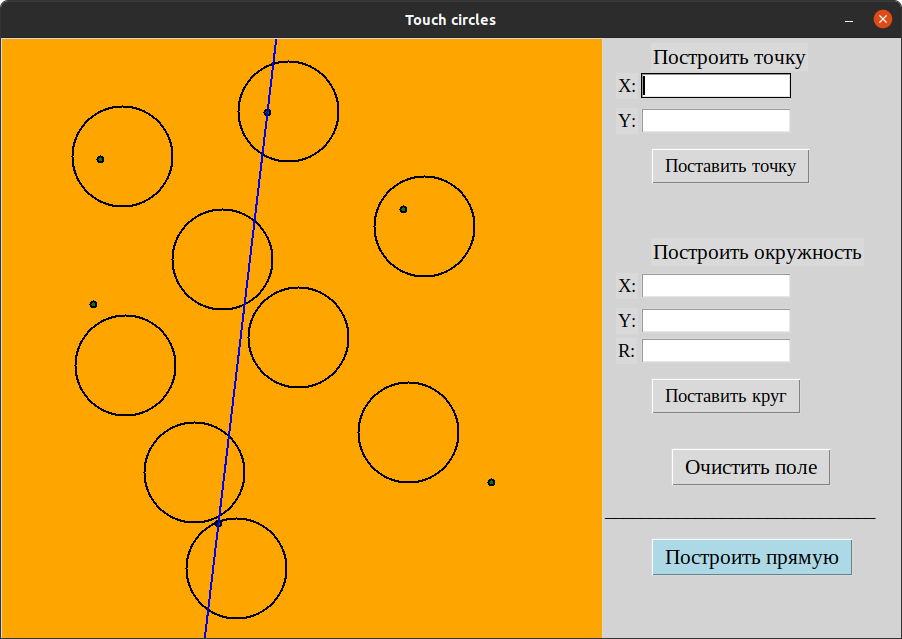 Touch circles
Построить точку
X:
Y:
Поставить точку
Построить окружность
X:
Y:
R:
Поставить круг
Очистить поле
Построить прямую